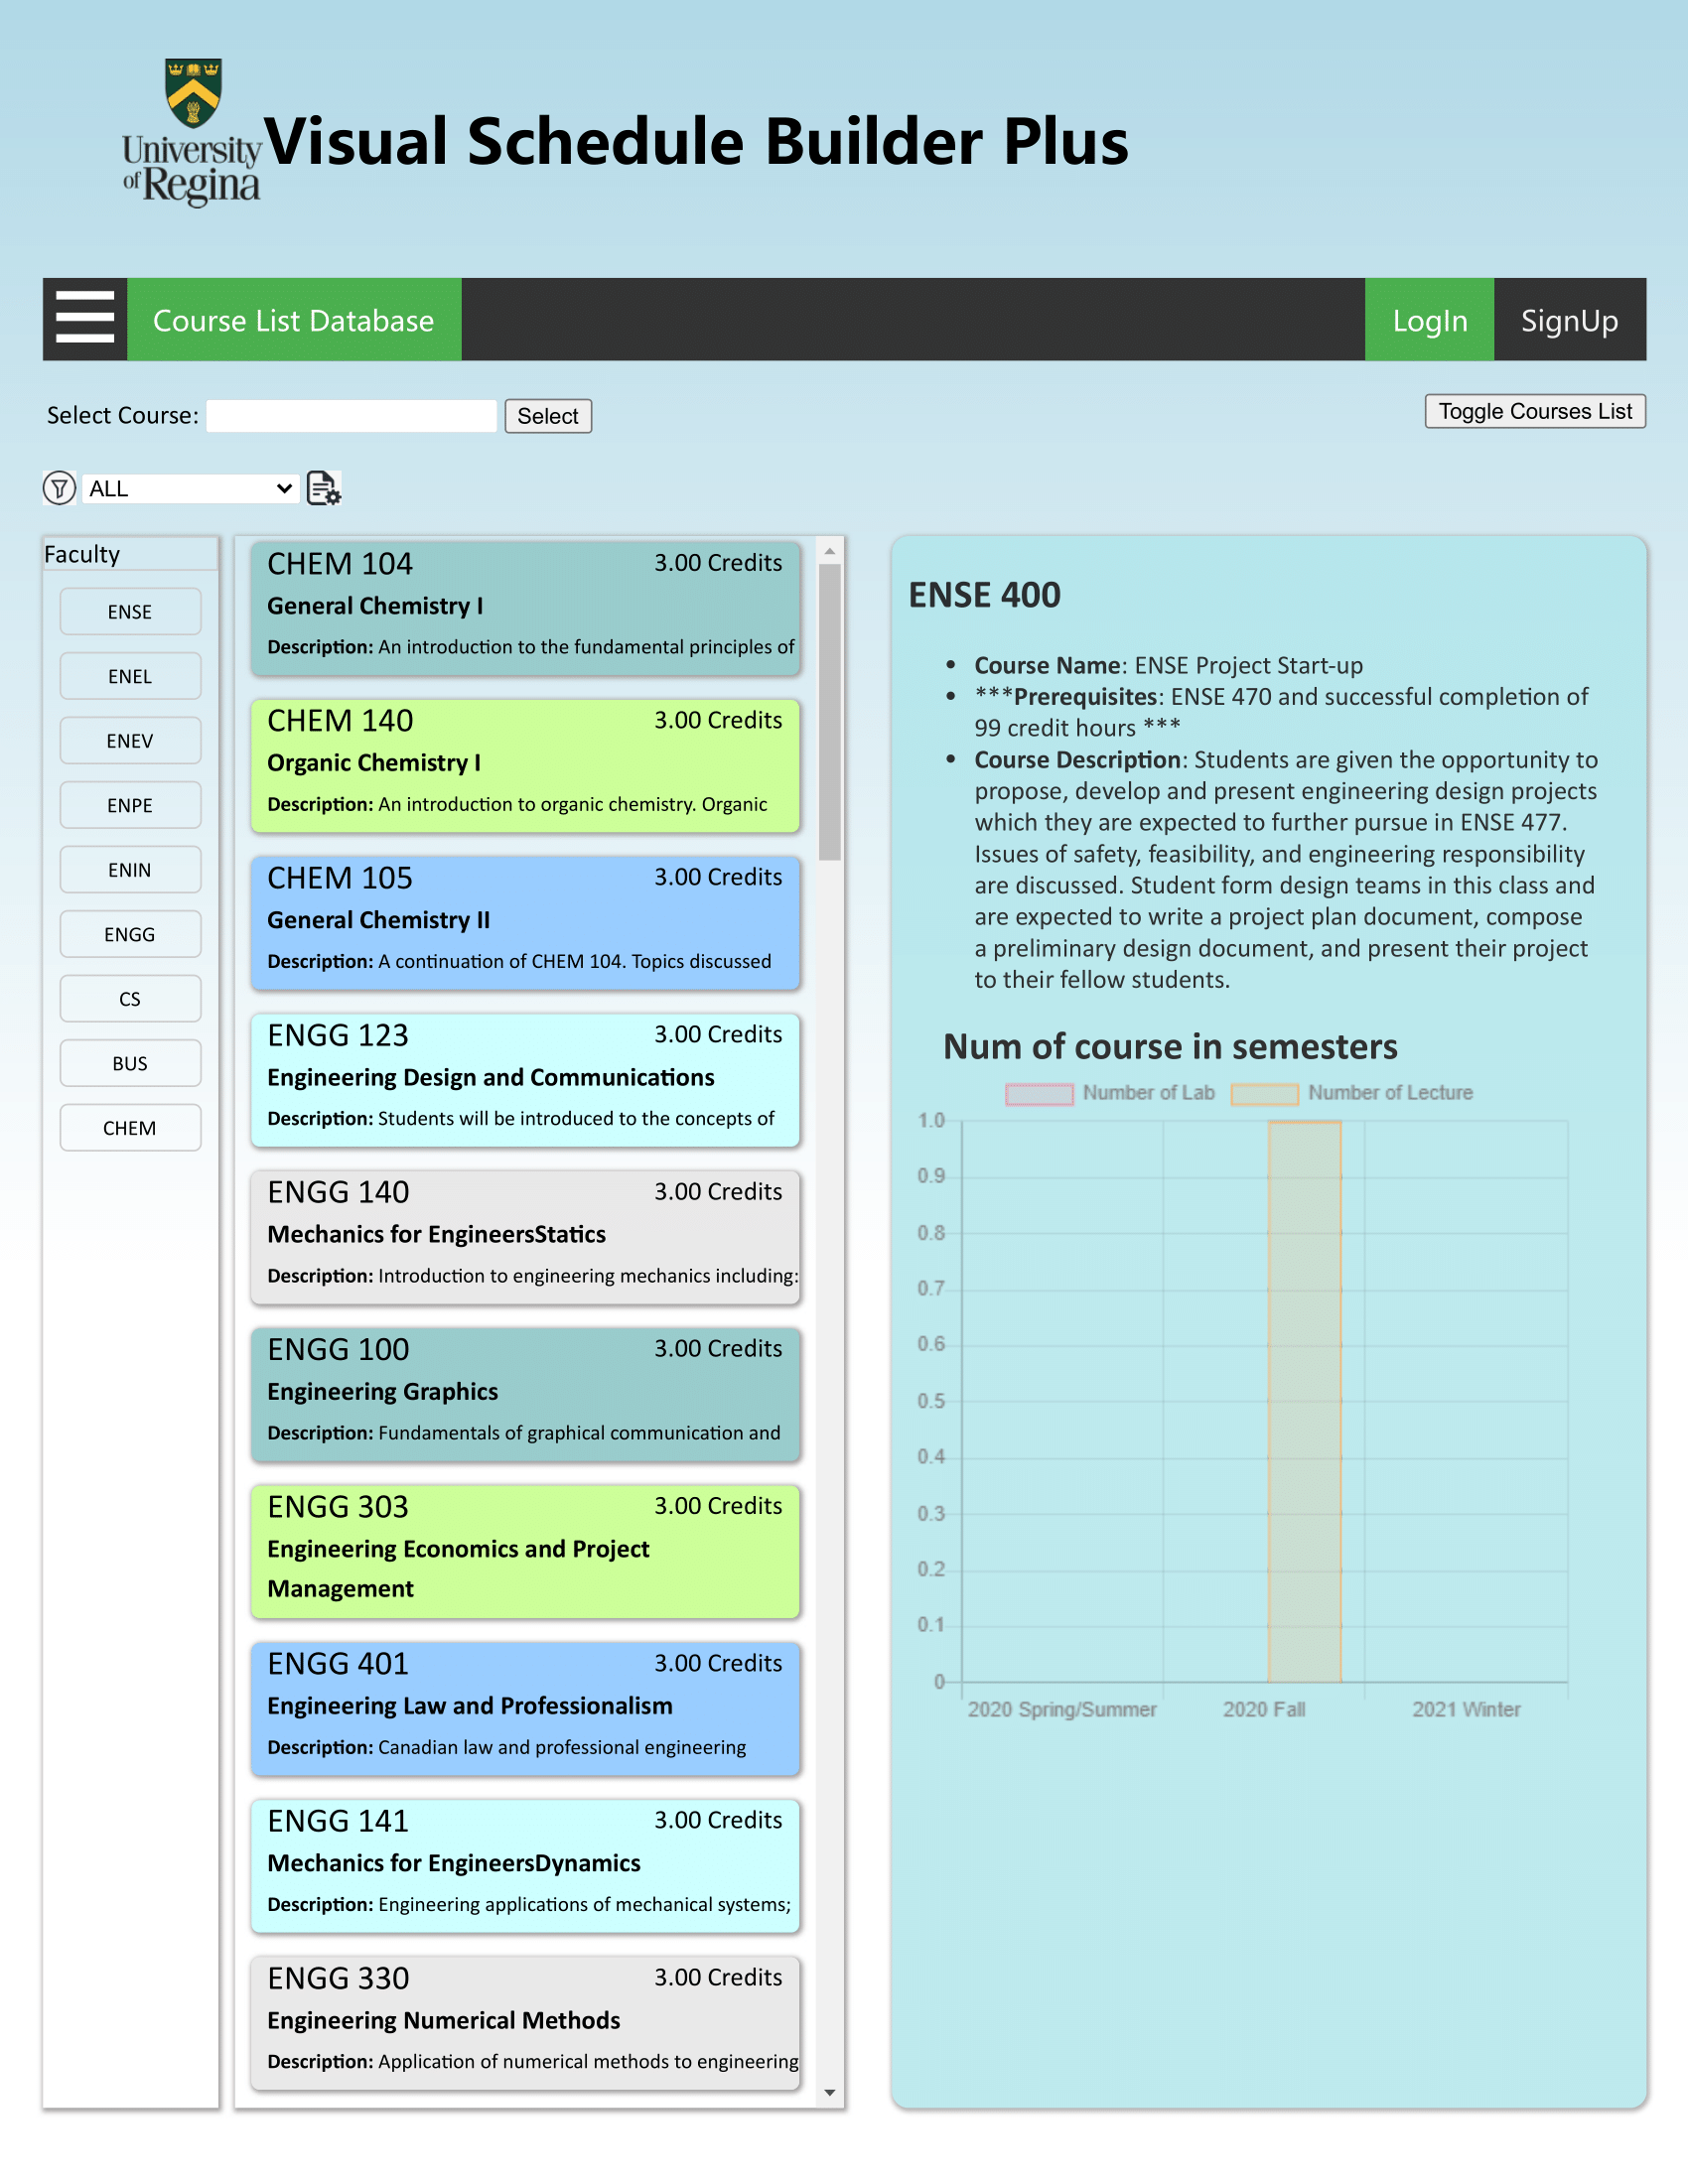 University
of Regina
Visual Schedule Builder Plus
Course List Database
LogIn
SignUp
Select Course:
Select
Toggle Courses List
ALL
Faculty
ENSE
ENEL
ENEV
ENPE
ENIN
ENGG
CS
BUS
CHEM
CHEM 104
3.00 Credits
General Chemistry I
Description: An introduction to the fundamental principles of
CHEM 140
3.00 Credits
Organic Chemistry I
Description: An introduction to organic chemistry. Organic
CHEM 105
3.00 Credits
General Chemistry II
Description: A continuation of CHEM 104. Topics discussed
ENGG 123
3.00 Credits
Engineering Design and Communications
Description: Students will be introduced to the concepts of
ENGG 140
3.00 Credits
Mechanics for EngineersStatics
Description: Introduction to engineering mechanics including:
ENGG 100
3.00 Credits
Engineering Graphics
Description: Fundamentals of graphical communication and
ENGG 303
3.00 Credits
Engineering Economics and Project
Management
ENGG 401
3.00 Credits
Engineering Law and Professionalism
Description: Canadian law and professional engineering
ENGG 141
3.00 Credits
Mechanics for EngineersDynamics
Description: Engineering applications of mechanical systems;
ENGG 330
3.00 Credits
Engineering Numerical Methods
Description: Application of numerical methods to engineering
ENSE 400
• Course Name: ENSE Project Start-up
• ***Prerequisites: ENSE 470 and successful completion of
99 credit hours ***
• Course Description: Students are given the opportunity to
propose, develop and present engineering design projects
which they are expected to further pursue in ENSE 477.
Issues of safety, feasibility, and engineering responsibility
are discussed. Student form design teams in this class and
are expected to write a project plan document, compose
a preliminary design document, and present their project
to their fellow students.
Num of course in semesters
Number of Lab
Number of Lecture
1.0
0.9
0.8
0.7
0.6
0.5
0.4
0.3
0.2
0.1
0
2020 Spring/Summer
2020 Fall
2021 Winter